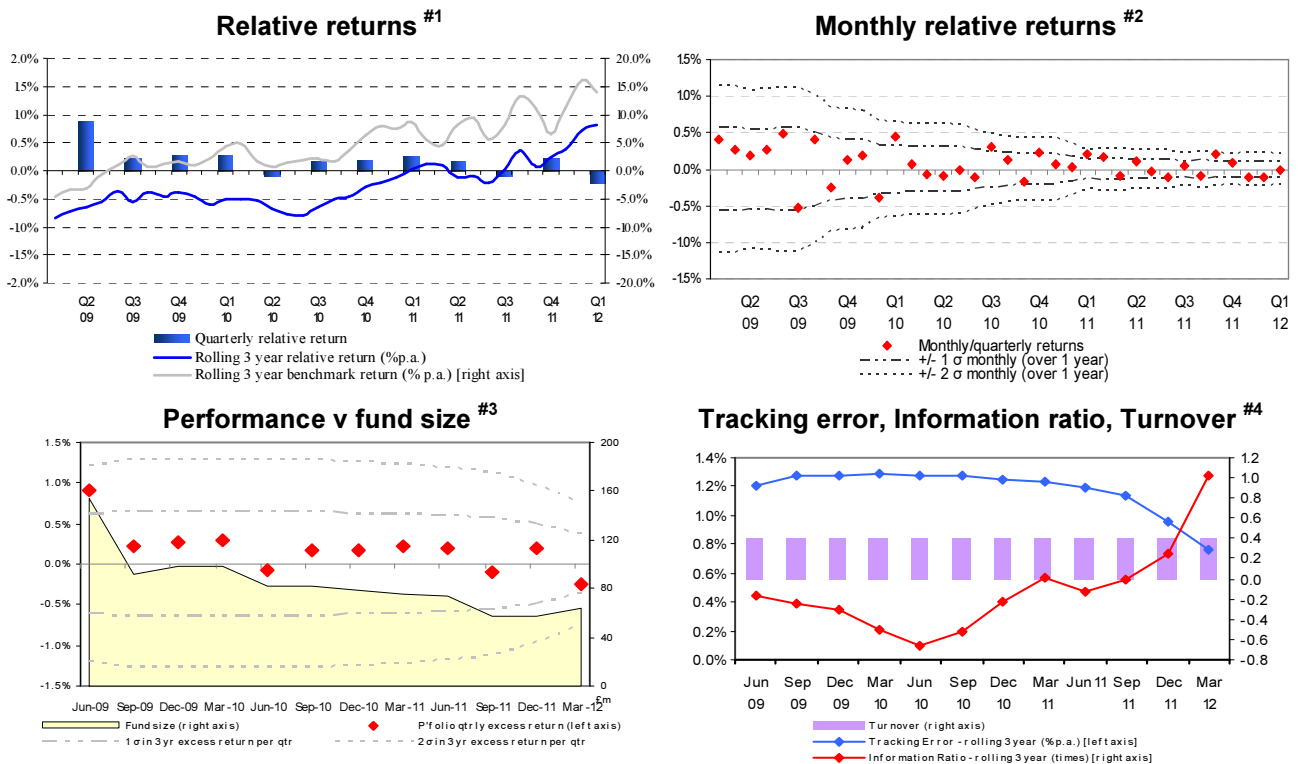 Relative returns #1
2.0%
1.5%
1.0%
0.5%
0.0%
-0.5%
-1.0%
-1.5%
-2.0%
20.0%
15.0%
10.0%
5.0%
0.0%
-5.0%
-10.0%
-15.0%
-20.0%
Q2 Q3 Q4 Q1 Q2 Q3 Q4 Q1 Q2 Q3 Q4 Q1
09 09 09 10 10 10 10 11 11 11 11 12
Quarterly relative return
Rolling 3 year relative return (%p.a.)
Rolling 3 year benchmark return (% p.a.) [right axis]
Monthly relative returns #2
1.5%
1.0%
0.5%
0.0%
-0.5%
-1.0%
-1.5%
Q2 Q3 Q4 Q1 Q2 Q3 Q4 Q1 Q2 Q3 Q4 Q1
09 09 09 10 10 10 10 11 11 11 11 12
Monthly/quarterly returns
+/- 1 σ monthly (over 1 year)
+/- 2 σ monthly (over 1 year)
Performance v fund size #3
1.5%
1.0%
0.5%
0.0%
-0.5%
-1.0%
-1.5%
200
160
120
80
40
0
£m
Jun-09 Sep-09 Dec-09 Mar-10 Jun-10 Sep-10 Dec-10 Mar-11 Jun-11 Sep-11 Dec-11 Mar-12
Fund size (right axis)
P'folio qtrly excess return (left axis)
1 σ in 3 yr excess return per qtr
2 σ in 3 yr excess return per qtr
Tracking error, Information ratio, Turnover #4
1.4%
1.2%
1.0%
0.8%
0.6%
0.4%
0.2%
0.0%
1.2
1.0
0.8
0.6
0.4
0.2
0.0
-0.2
-0.4
-0.6
-0.8
Jun Sep Dec Mar Jun Sep Dec Mar Jun 11 Sep Dec Mar
09 09 09 10 10 10 10 11 11 11 12
Turnover (right axis)
Tracking Error - rolling 3 year (%p.a.) [left axis]
Information Ratio - rolling 3 year (times) [right axis]